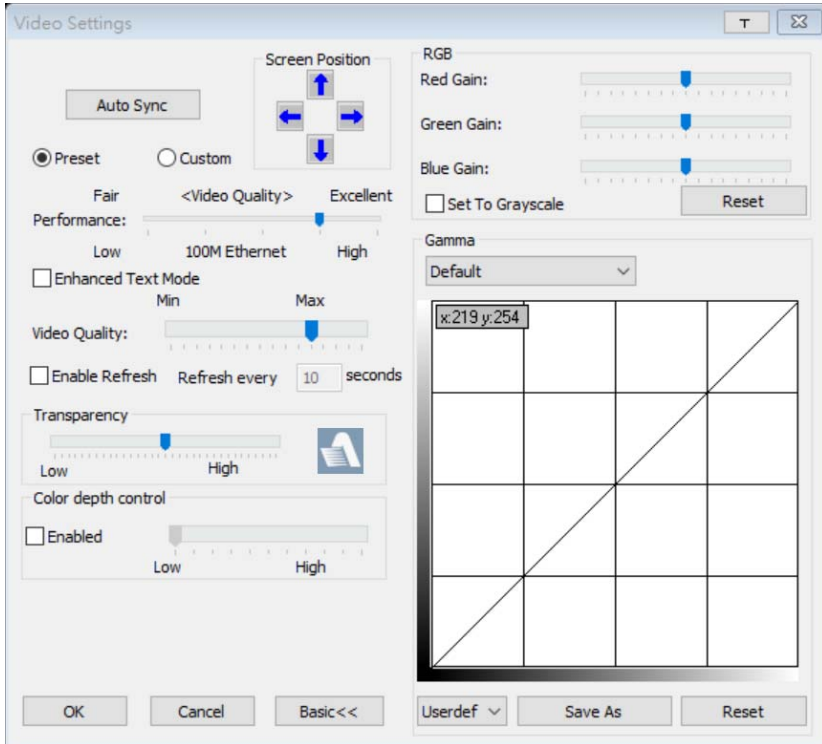 Video Settings
T
Screen Position
Auto Sync
Preset Custom
Fair <Video Quality> Excellent
Performance:
Low 100M Ethernet High
Enhanced Text Mode
Min Max
Video Quality:
Enable Refresh Refresh every 10 seconds
Transparency
Low High
Color depth control
Enabled
Low High
OK Cancel Basic<<
RGB
Red Gain:
Green Gain:
Blue Gain:
Set To Grayscale Reset
Gamma
Default
x:219 y:254
Userdef Save As Reset